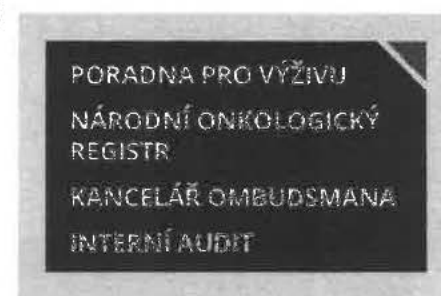 PORADNA PRO VÝŽIVU
NÁRODNÍ ONKOLOGICKÝ
REGISTR
KANCELÁŘ OMBUDSMANA
INTERNÍ AUDIT